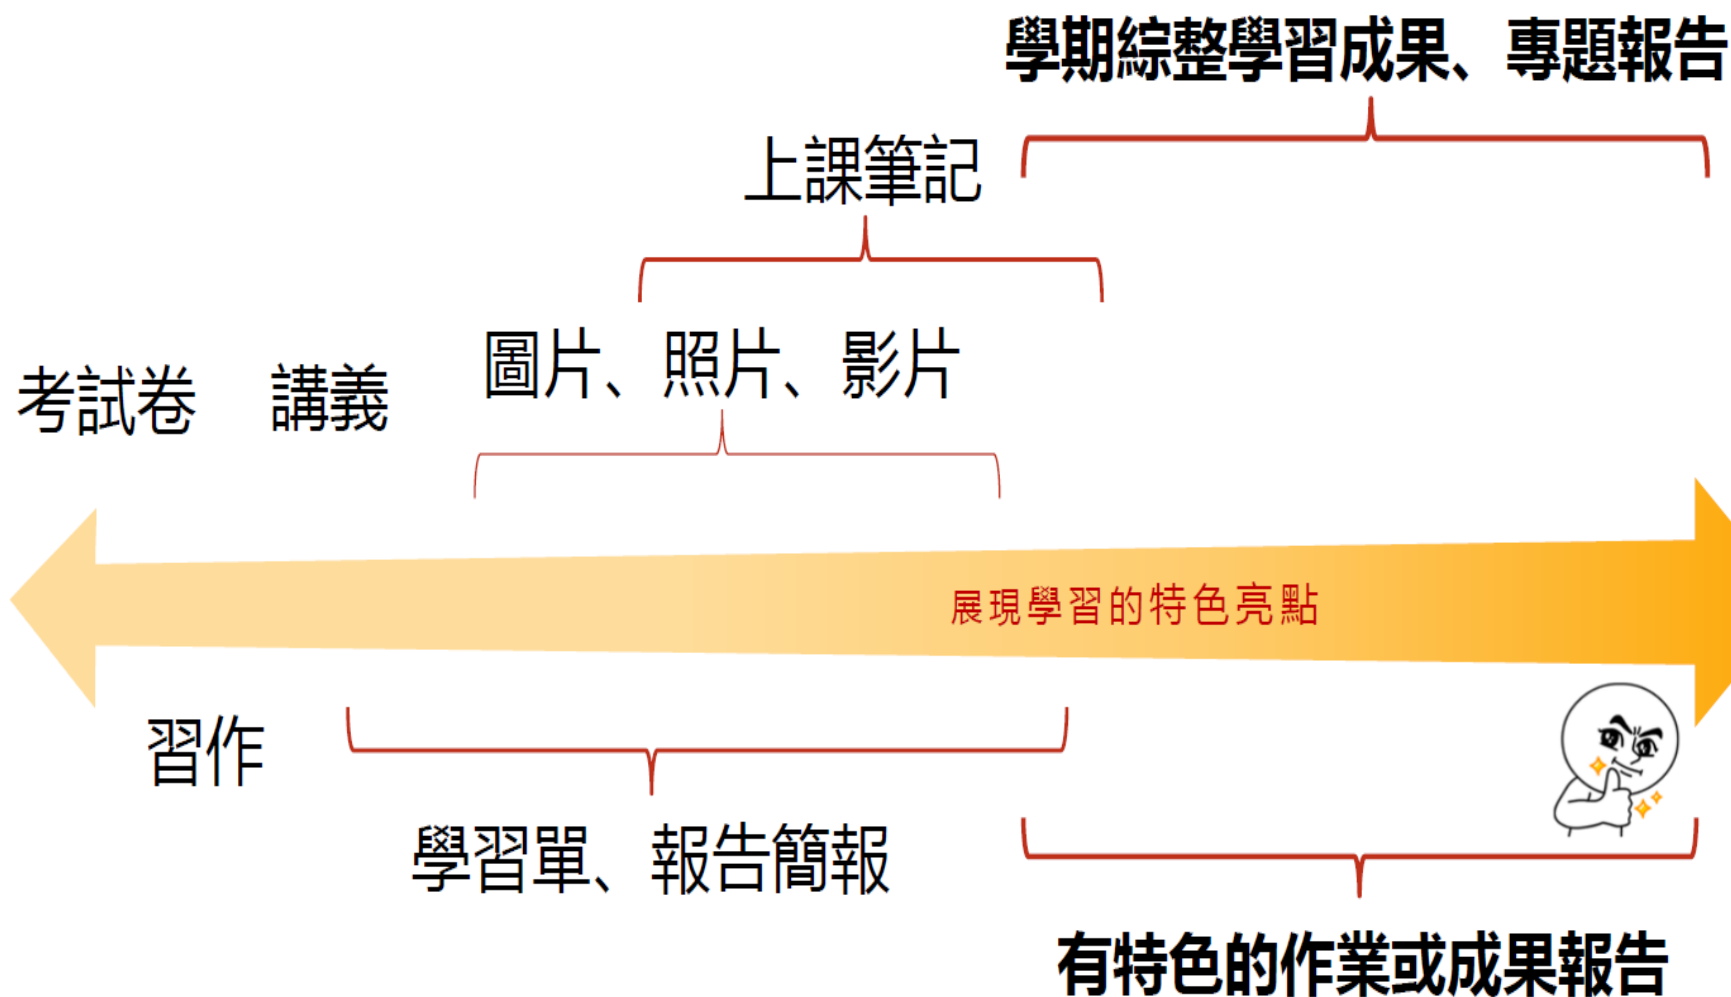 學期綜整學習成果、專題報告
上課筆記
圖片、照片、影片
考試卷
講義
展現學習的特色亮點
習作
學習單、報告簡報
有特色的作業或成果報告